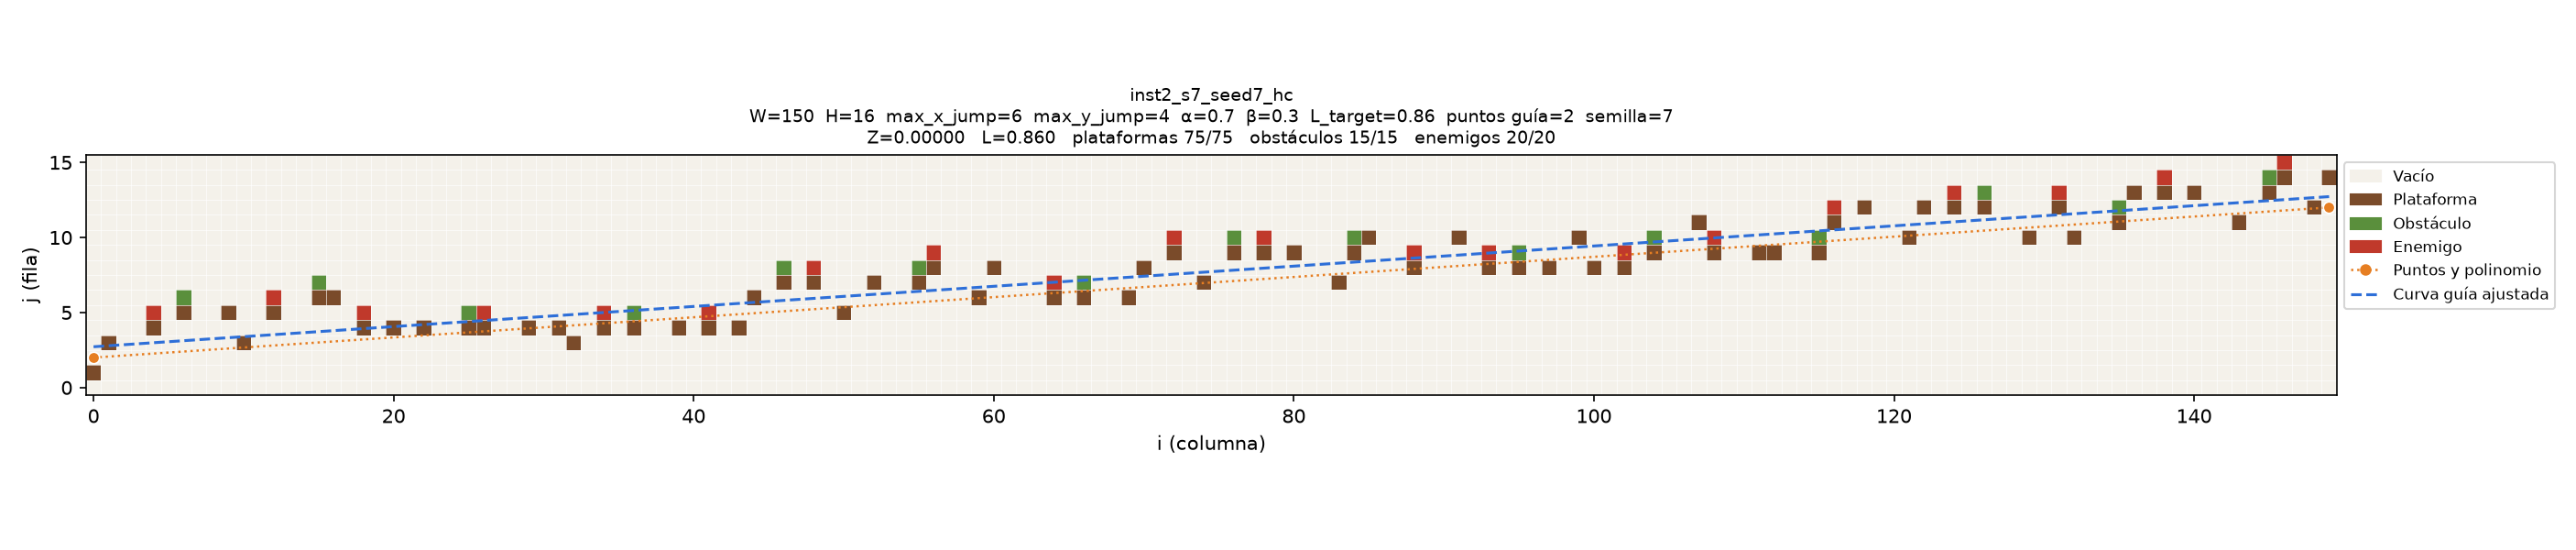 inst2_s7_seed7_hc
W=150 H=16 max_x_jump=6 max_y_jump=4 α=0.7 β=0.3 L_target=0.86 puntos guía=2 semilla=7
Z=0.00000 L=0.860 plataformas 75/75 obstáculos 15/15 enemigos 20/20
15
10
5
0
j (fila)
0 20 40 60 80 100 120 140
i (columna)
Vacío
Plataforma
Obstáculo
Enemigo
Puntos y polinomio
Curva guía ajustada